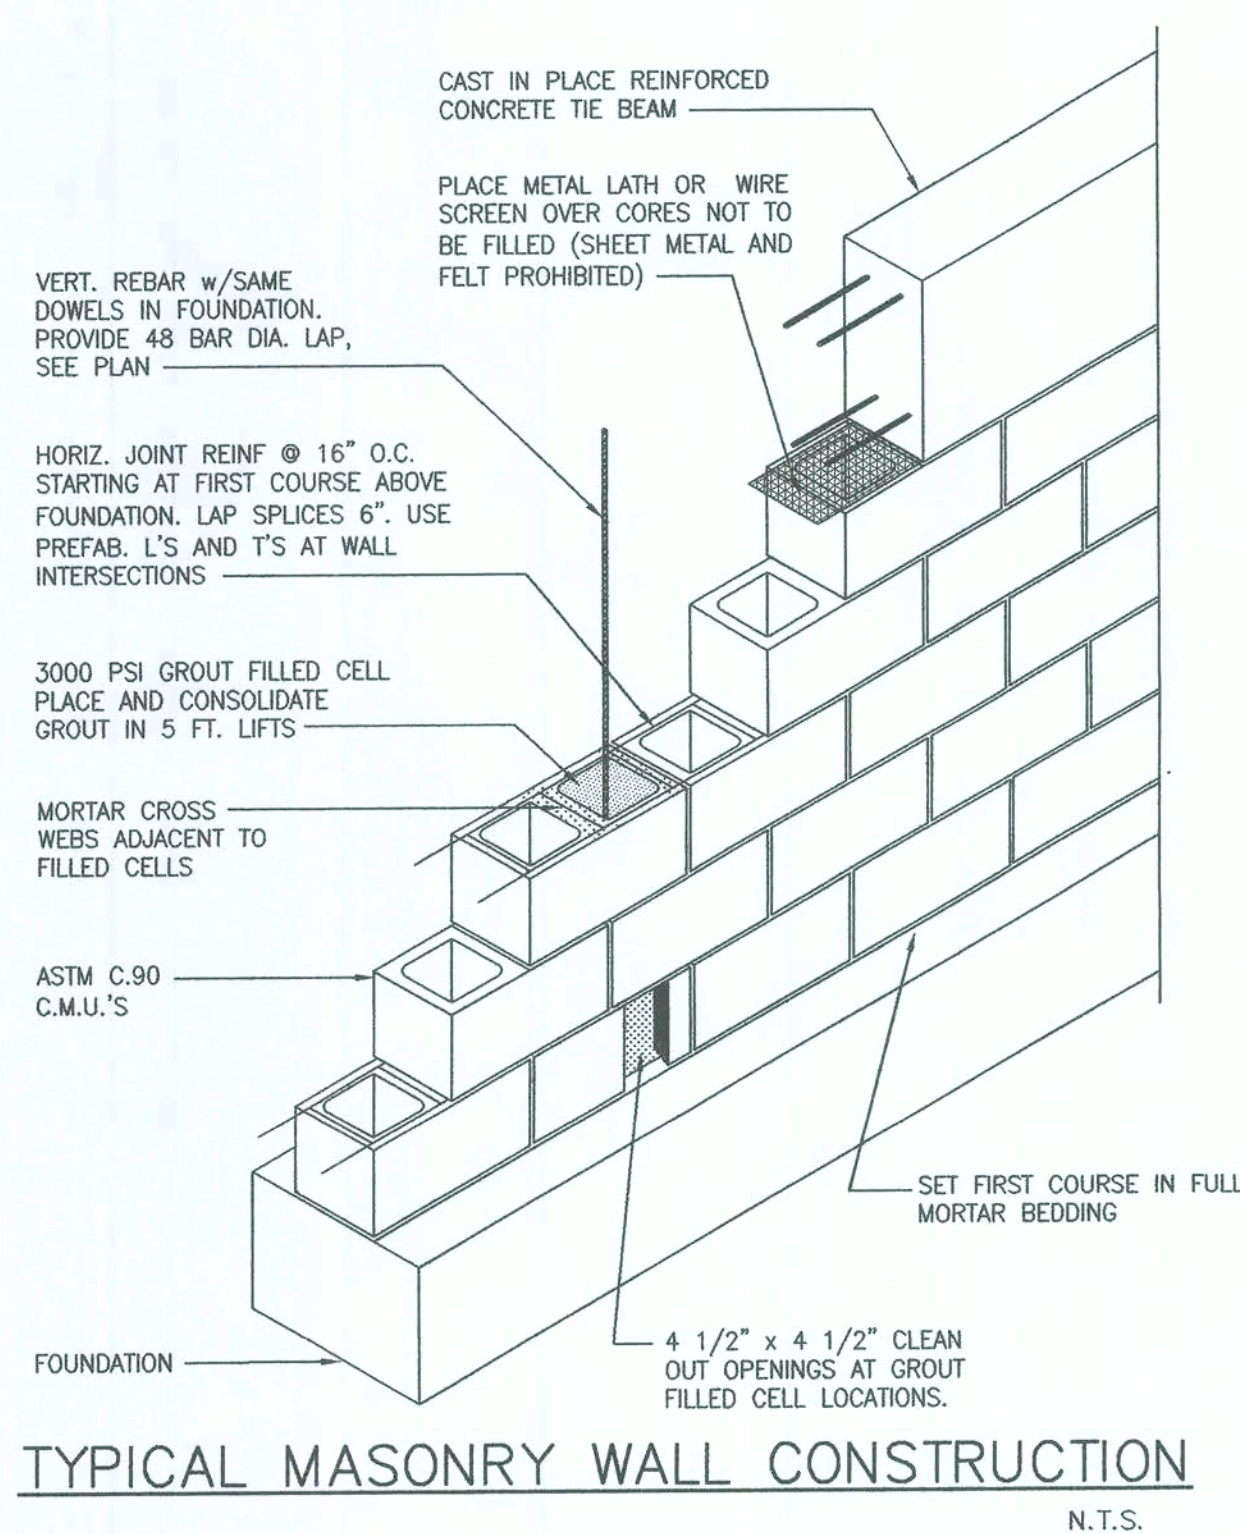 CAST IN PLACE REINFORCED
CONCRETE TIE BEAM
PLACE METAL LATH OR WIRE
SCREEN OVER CORES NOT TO
BE FILLED (SHEET METAL AND
FELT PROHIBITED)
VERT. REBAR w/SAME
DOWELS IN FOUNDATION.
PROVIDE 48 BAR DIA. LAP,
SEE PLAN
HORIZ. JOINT REINF @ 16" O.C.
STARTING AT FIRST COURSE ABOVE
FOUNDATION. LAP SPLICES 6". USE
PREFAB. L'S AND T'S AT WALL
INTERSECTIONS
3000 PSI GROUT FILLED CELL
PLACE AND CONSOLIDATE
GROUT IN 5 FT. LIFTS
MORTAR CROSS
WEBS ADJACENT TO
FILLED CELLS
ASTM C.90
C.M.U.'S
SET FIRST COURSE IN FULL
MORTAR BEDDING
4 1/2" x 4 1/2" CLEAN
OUT OPENINGS AT GROUT
FILLED CELL LOCATIONS.
FOUNDATION
TYPICAL MASONRY WALL CONSTRUCTION
N.T.S.